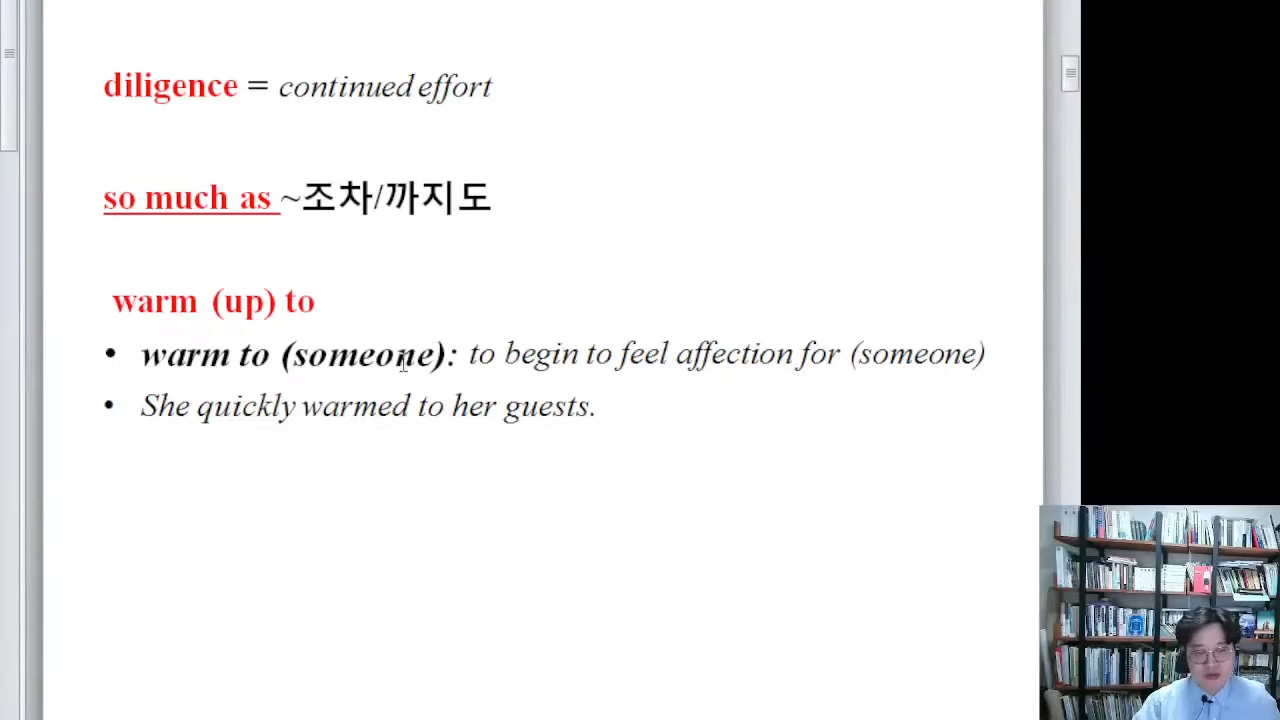 diligence = continued effort
so much as ~조차/까지도
warm (up) to
• warm to (someone): to begin to feel affection for (someone)
• She quickly warmed to her guests.